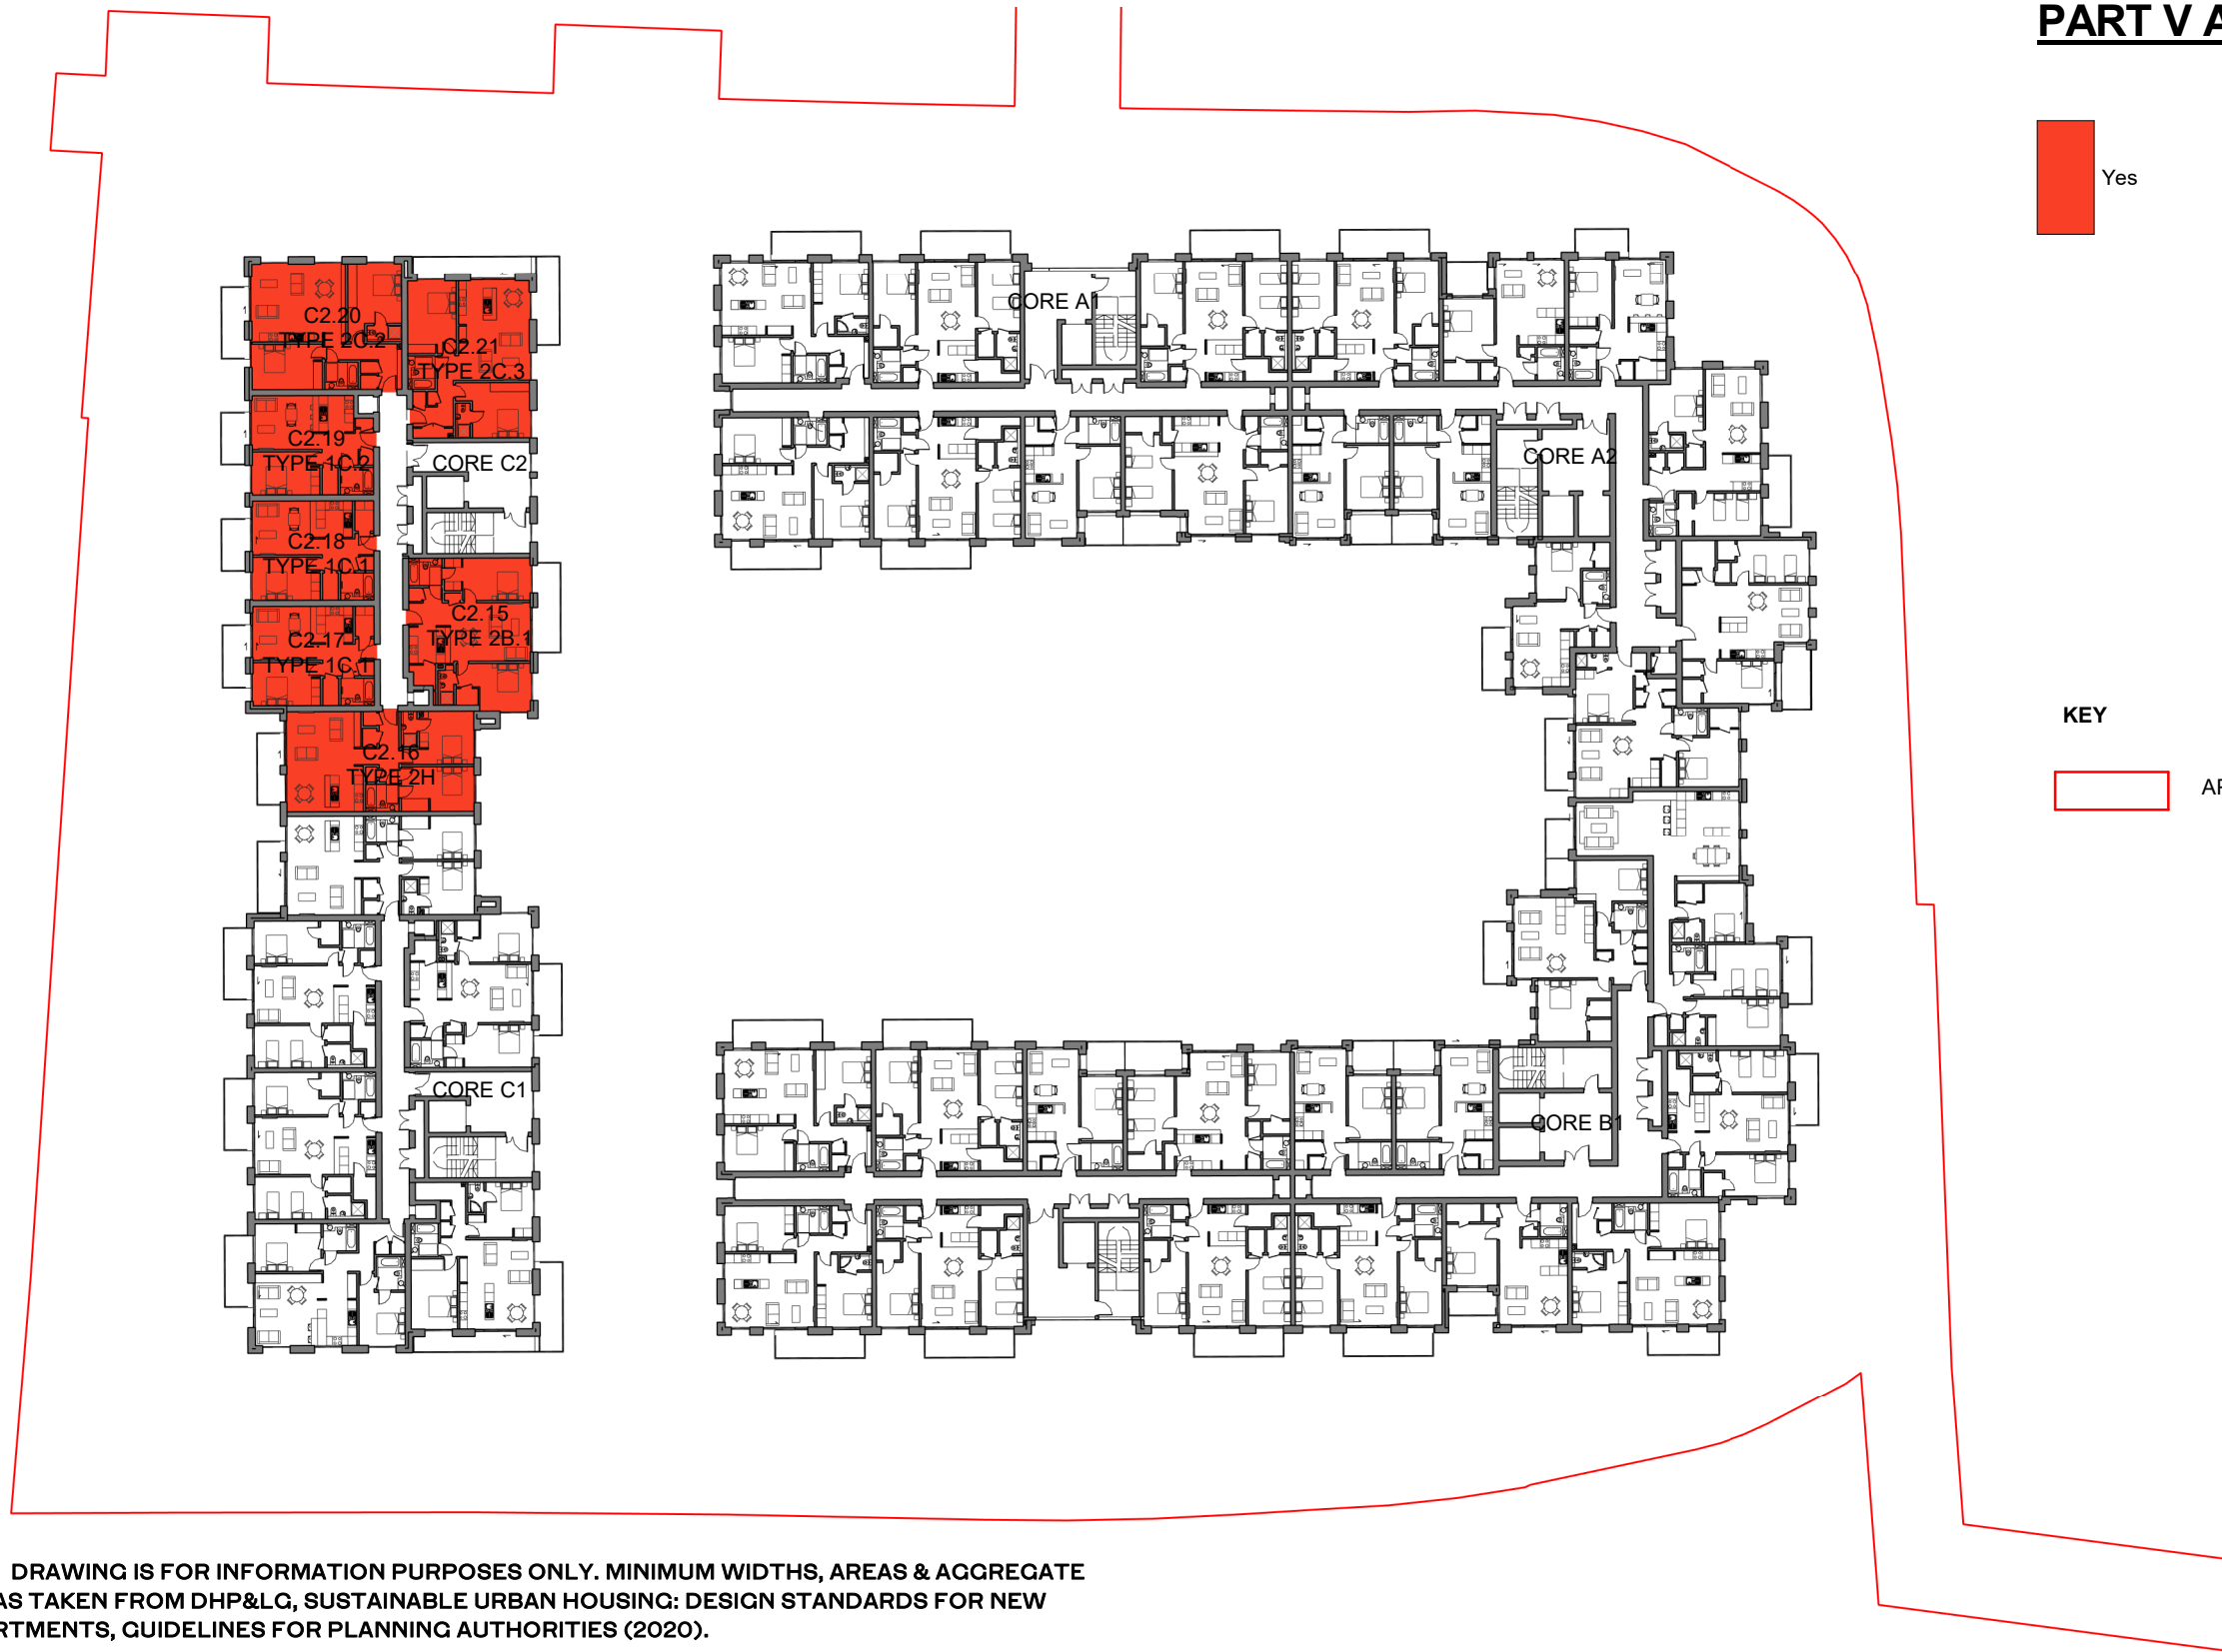 PART V A
Yes
CORE A1
C2.20
TYPE 2C.2
C2.21
TYPE 2C.3
C2.19
TYPE 1C.2
CORE C2
CORE A2
C2.18
TYPE 1C.1
C2.15
TYPE 2B.1
C2.17
TYPE 1C.1
KEY
C2.16
TYPE 2H
CORE C1
CORE B1
DRAWING IS FOR INFORMATION PURPOSES ONLY. MINIMUM WIDTHS, AREAS & AGGREGATE
AS TAKEN FROM DHP&LG, SUSTAINABLE URBAN HOUSING: DESIGN STANDARDS FOR NEW
RTMENTS, GUIDELINES FOR PLANNING AUTHORITIES (2020).